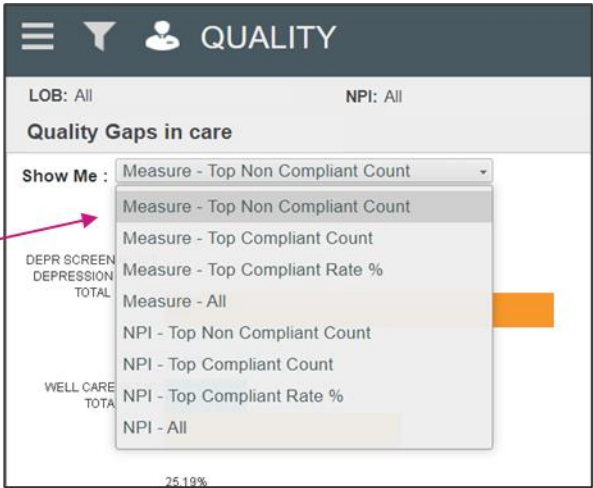 QUALITY
LOB: All NPI: All
Quality Gaps in care
Show Me : Measure - Top Non Compliant Count
Measure - Top Non Compliant Count
Measure - Top Compliant Count
Measure - Top Compliant Rate %
Measure - All
NPI - Top Non Compliant Count
NPI - Top Compliant Count
NPI - Top Compliant Rate %
NPI - All
DEPR SCREEN
DEPRESSION
TOTAL
WELL CARE
TOTA
25.19%